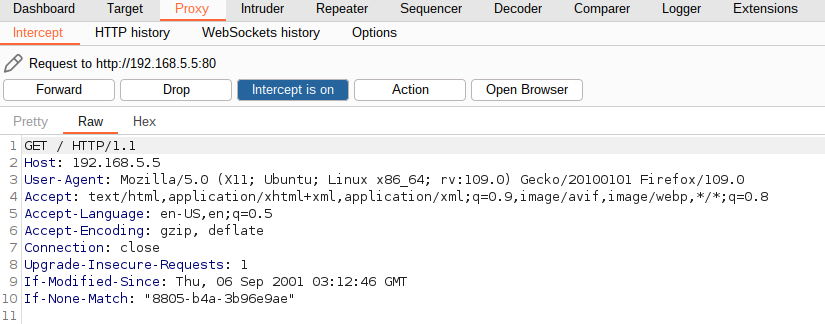 Dashboard Target Proxy Intruder Repeater Sequencer Decoder Comparer Logger Extensions
Intercept HTTP history WebSockets history Options
Request to http://192.168.5.5:80
Forward Drop Intercept is on Action Open Browser
Pretty Raw Hex
1 GET / HTTP/1.1
2 Host: 192.168.5.5
3 User-Agent: Mozilla/5.0 (X11; Ubuntu; Linux x86_64; rv:109.0) Gecko/20100101 Firefox/109.0
4 Accept: text/html,application/xhtml+xml,application/xml;q=0.9,image/avif,image/webp,*/*;q=0.8
5 Accept-Language: en-US,en;q=0.5
6 Accept-Encoding: gzip, deflate
7 Connection: close
8 Upgrade-Insecure-Requests: 1
9 If-Modified-Since: Thu, 06 Sep 2001 03:12:46 GMT
10 If-None-Match: "8805-b4a-3b96e9ae"
11